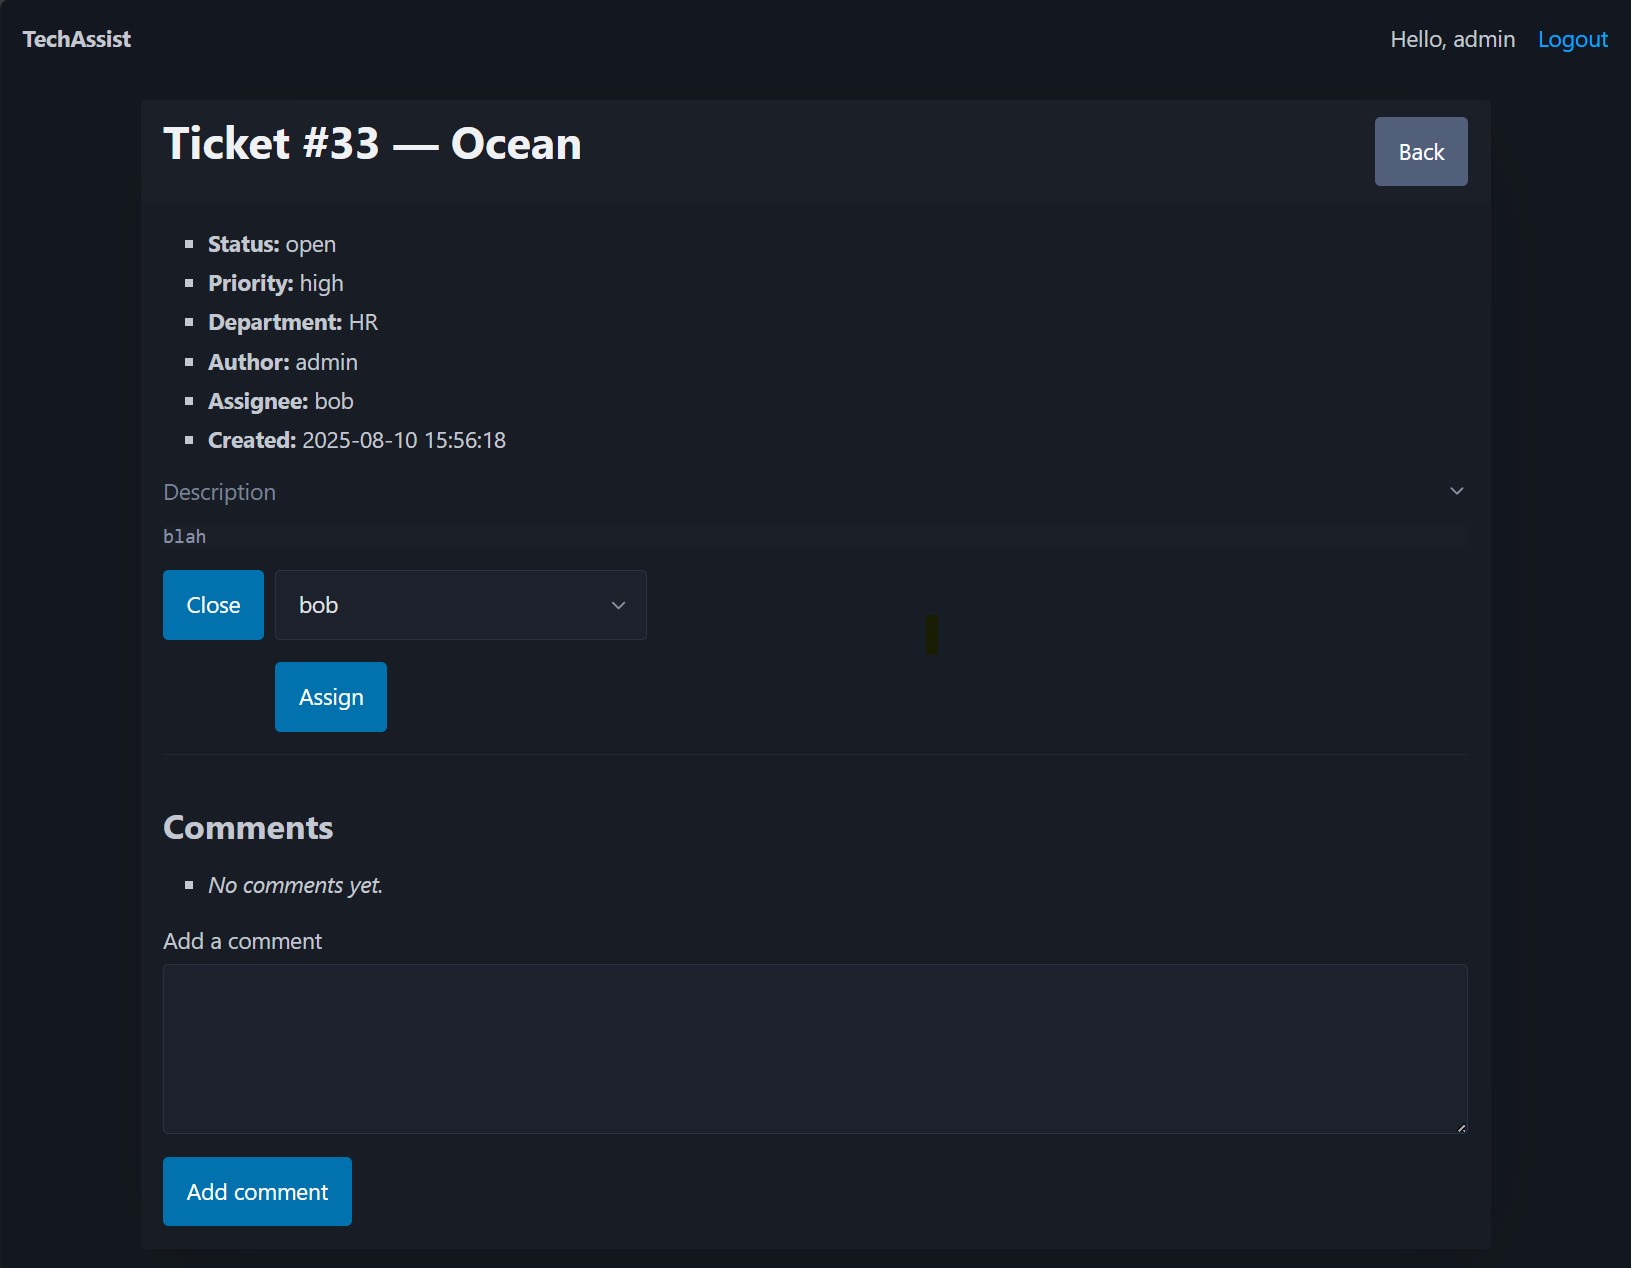 TechAssist
Hello, admin Logout
Ticket #33 — Ocean
Back
Status: open
Priority: high
Department: HR
Author: admin
Assignee: bob
Created: 2025-08-10 15:56:18
Description
blah
Close
bob
Assign
Comments
No comments yet.
Add a comment
Add comment